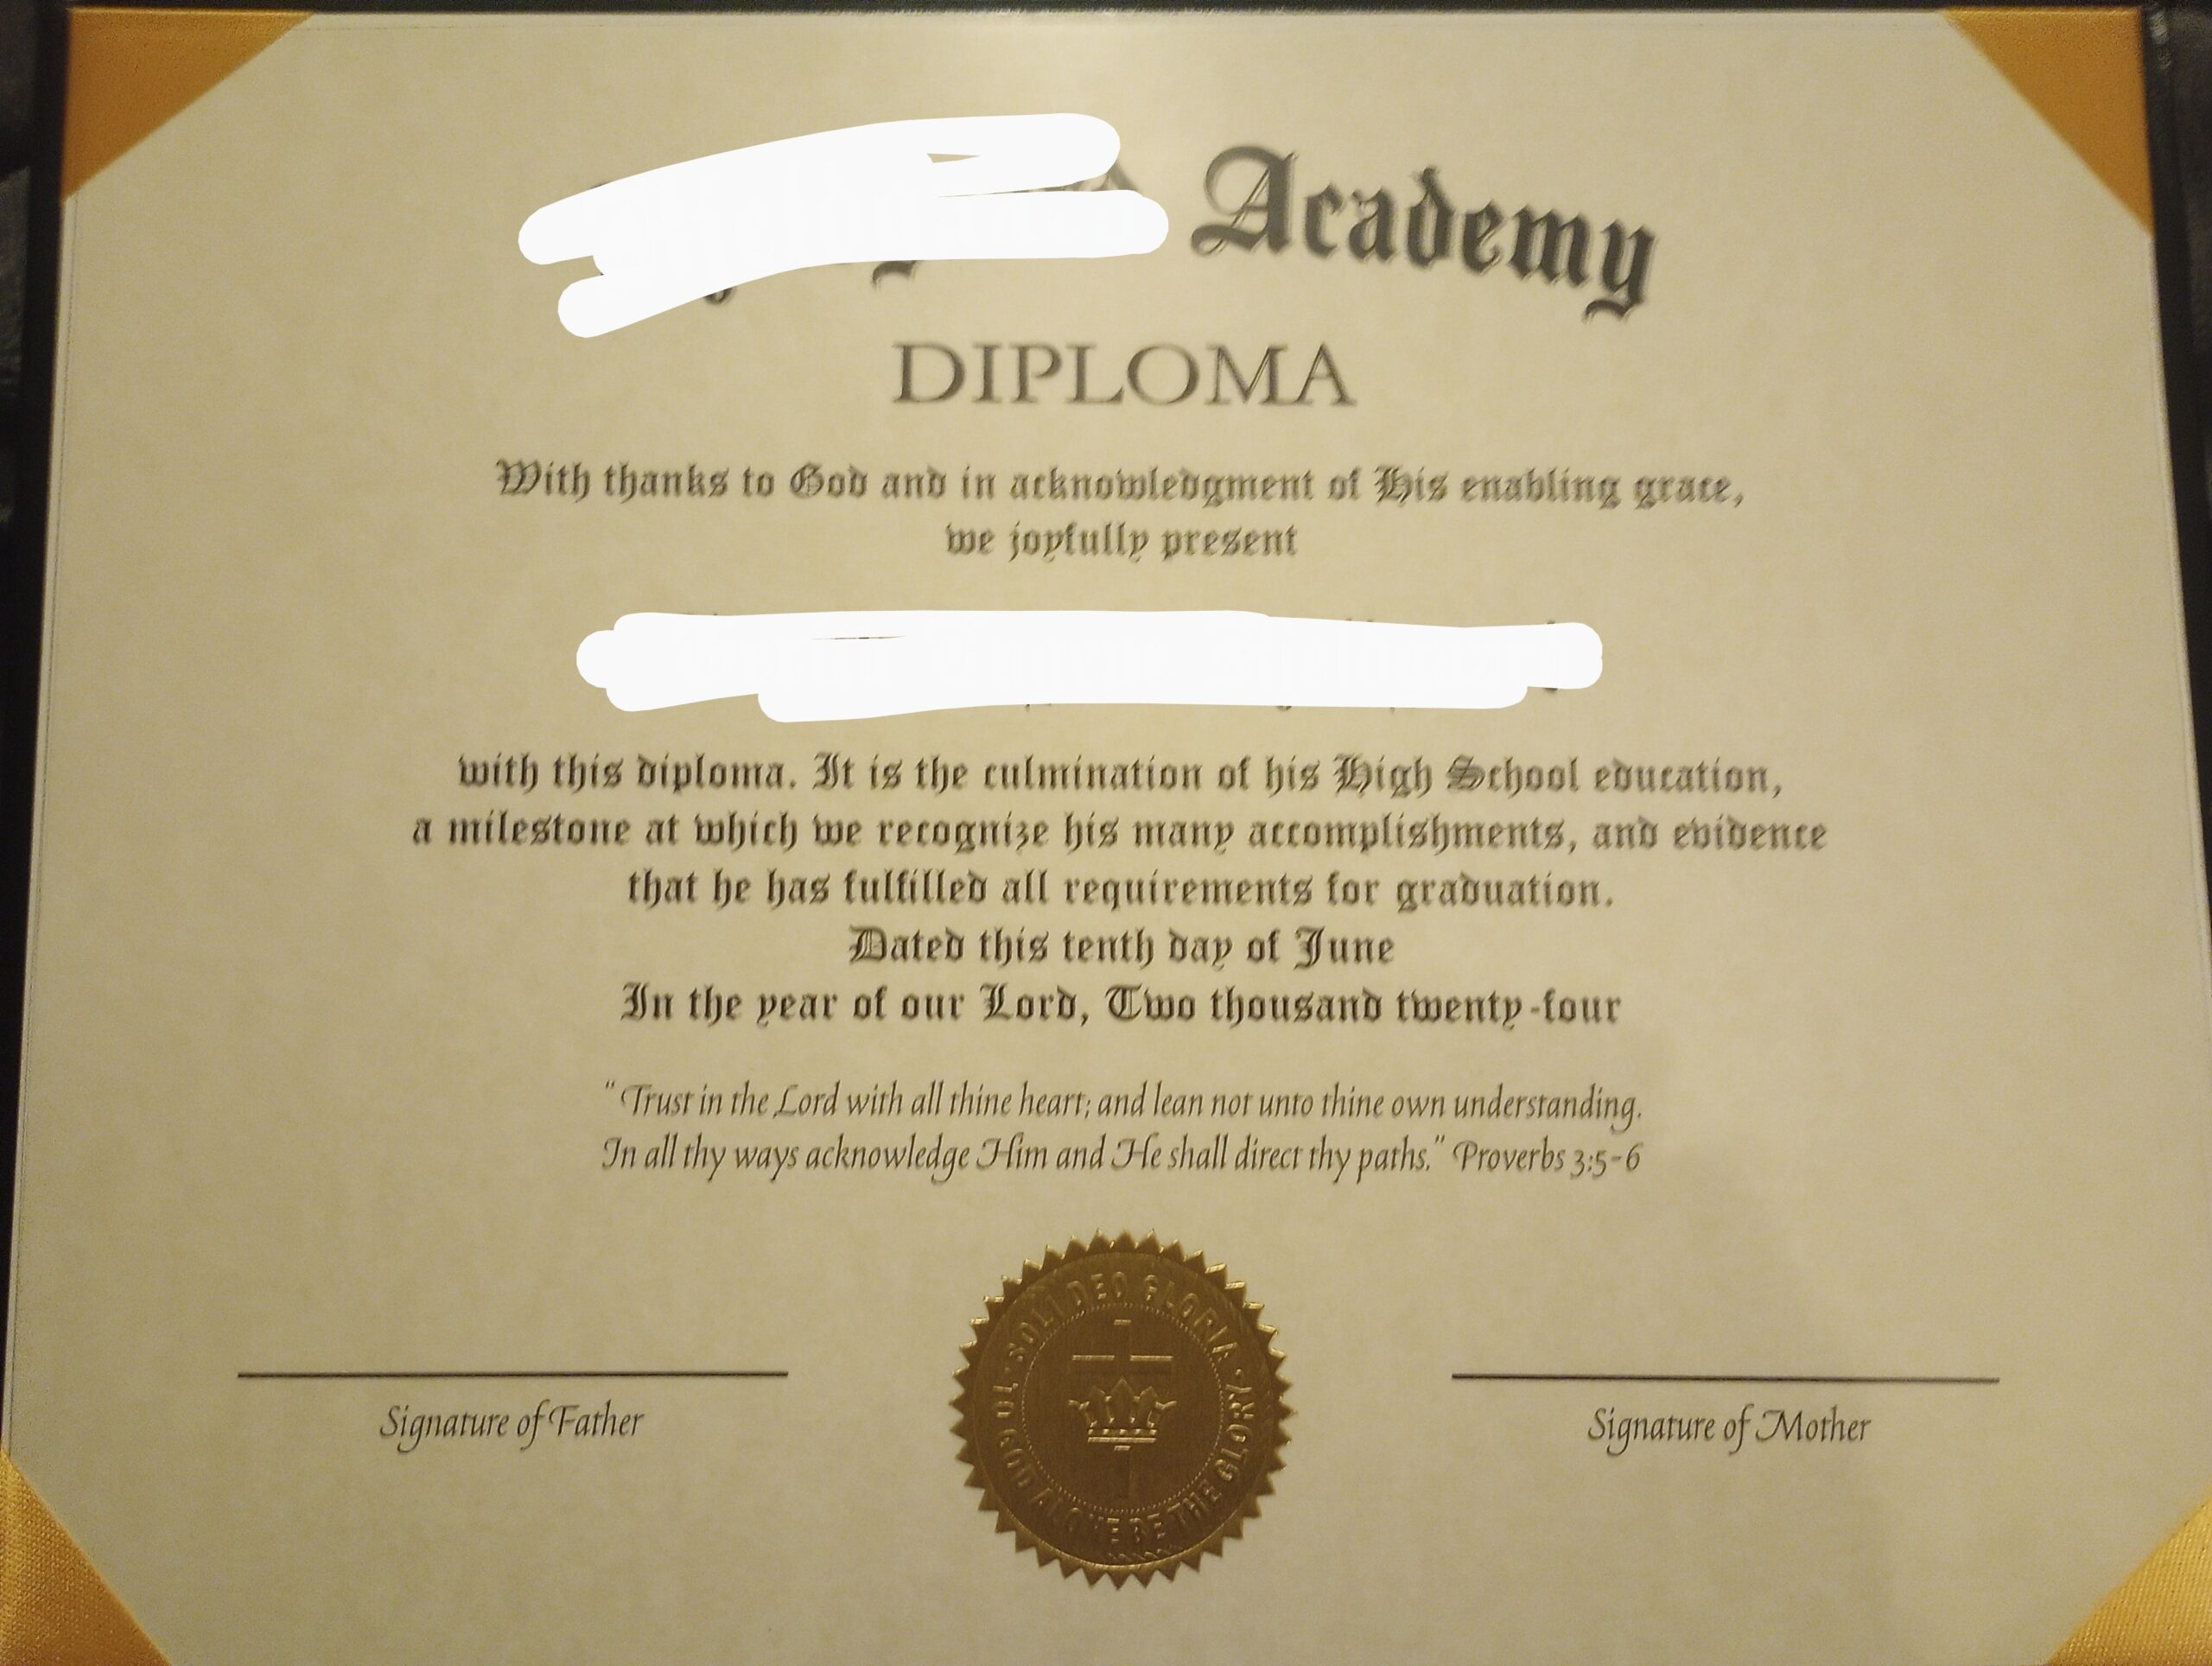 Academy
DIPLOMA
With thanks to God and in acknowledgment of His enabling grace,
we joyfully present
with this diploma. It is the culmination of his High School education,
a milestone at which we recognize his many accomplishments, and evidence
that he has fulfilled all requirements for graduation.
Dated this tenth day of June
In the year of our Lord, Two thousand twenty-four
"Trust in the Lord with all thine heart; and lean not unto thine own understanding.
In all thy ways acknowledge Him and He shall direct thy paths." Proverbs 3:5-6
SOLI DEO GLORIA
GOD ALONE BE THE GLORY
Signature of Father
Signature of Mother